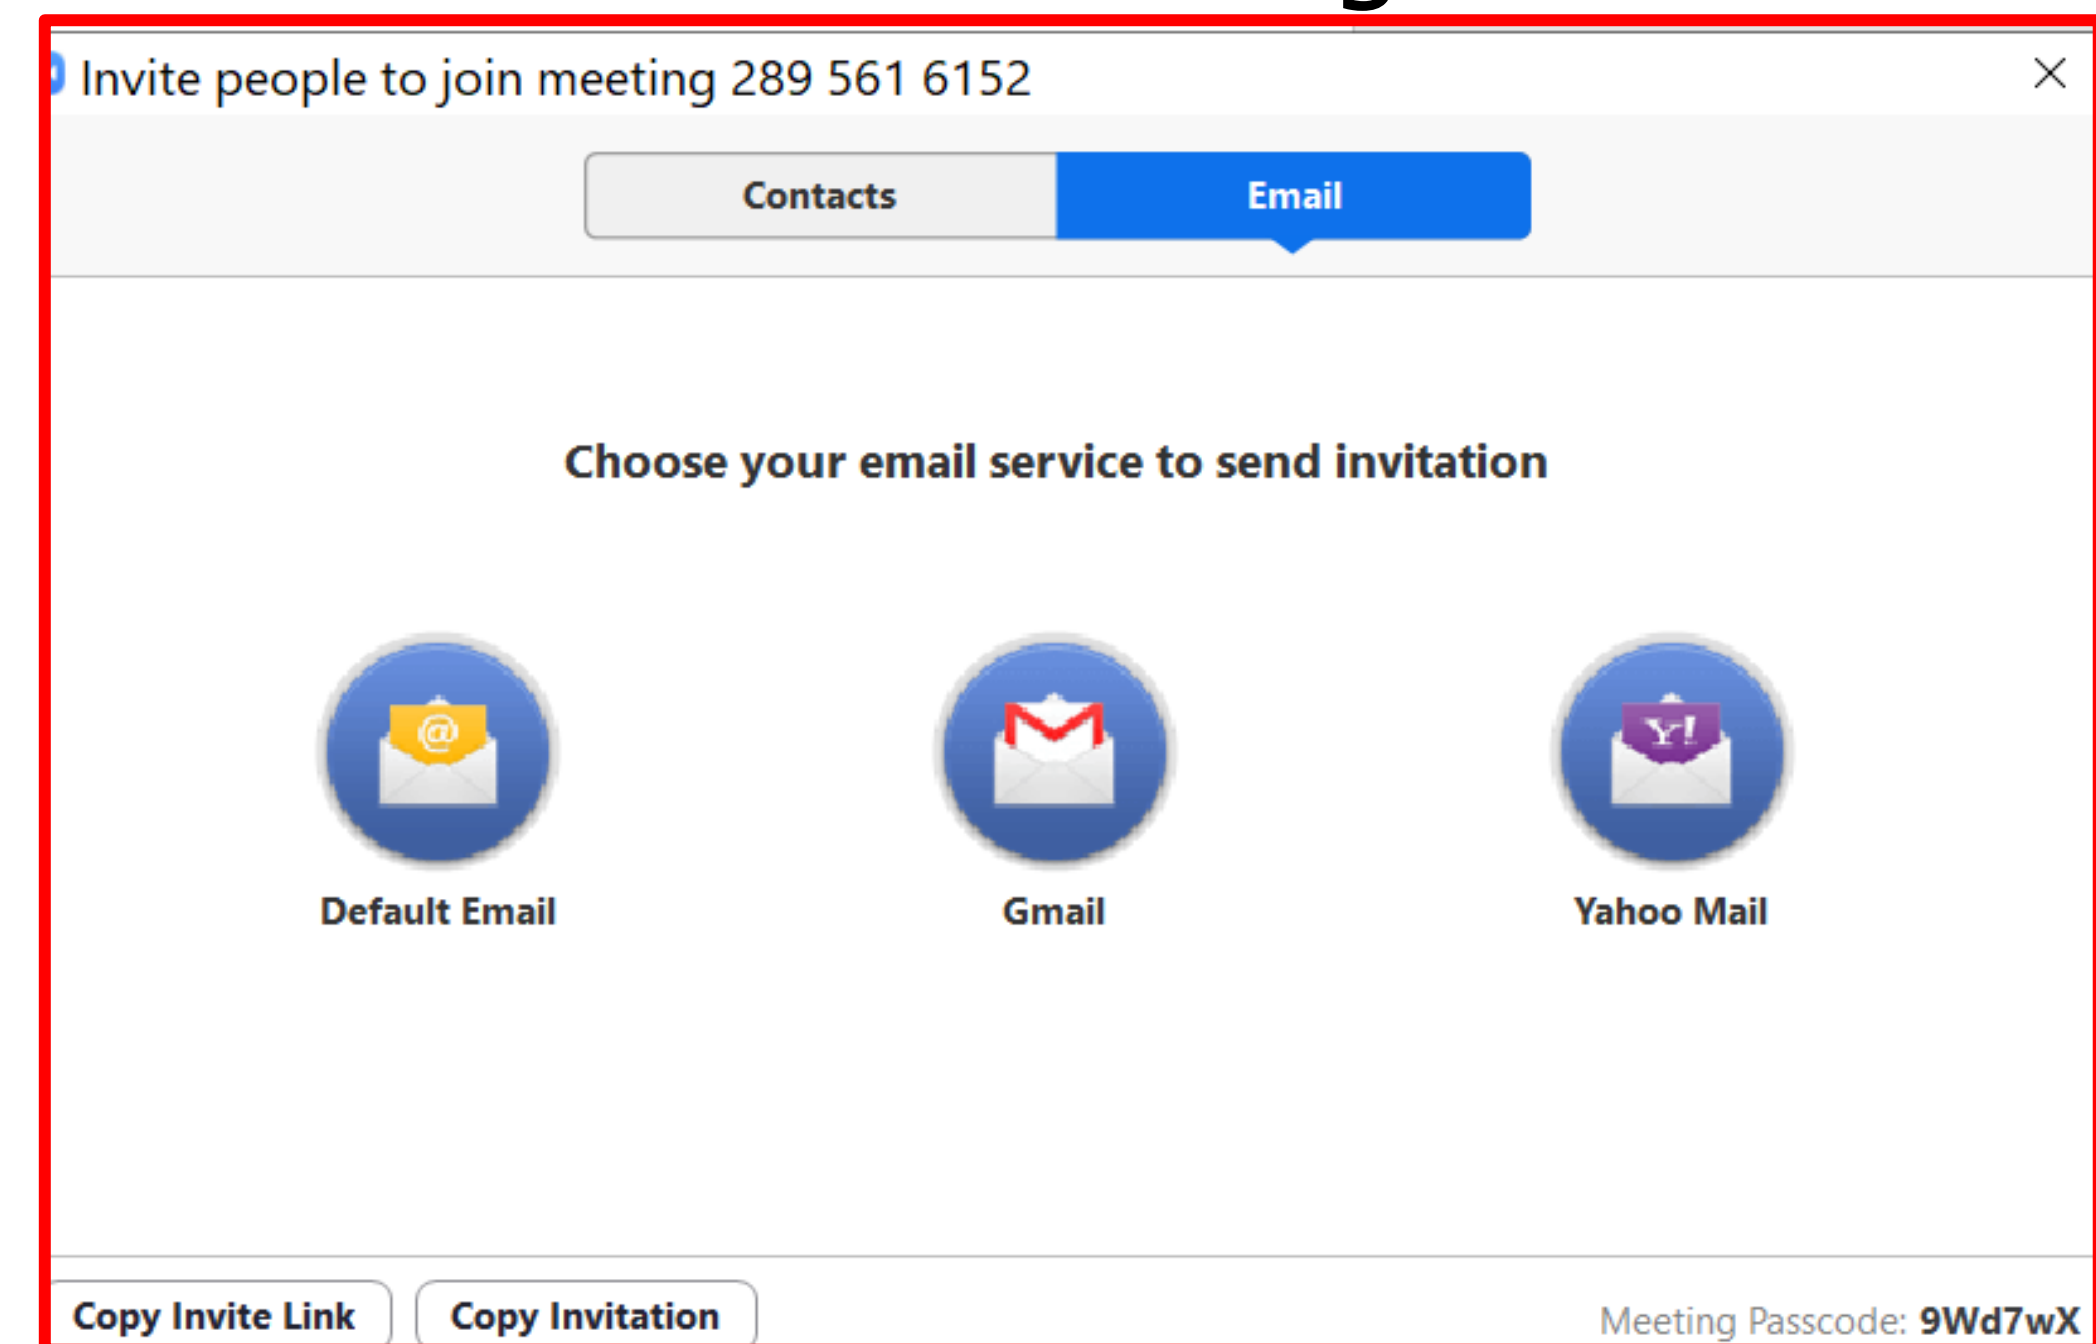 Invite people to join meeting 289 561 6152
Contacts
Email
Choose your email service to send invitation
@
Y!
Default Email
Gmail
Yahoo Mail
Copy Invite Link
Copy Invitation
Meeting Passcode: 9Wd7wX